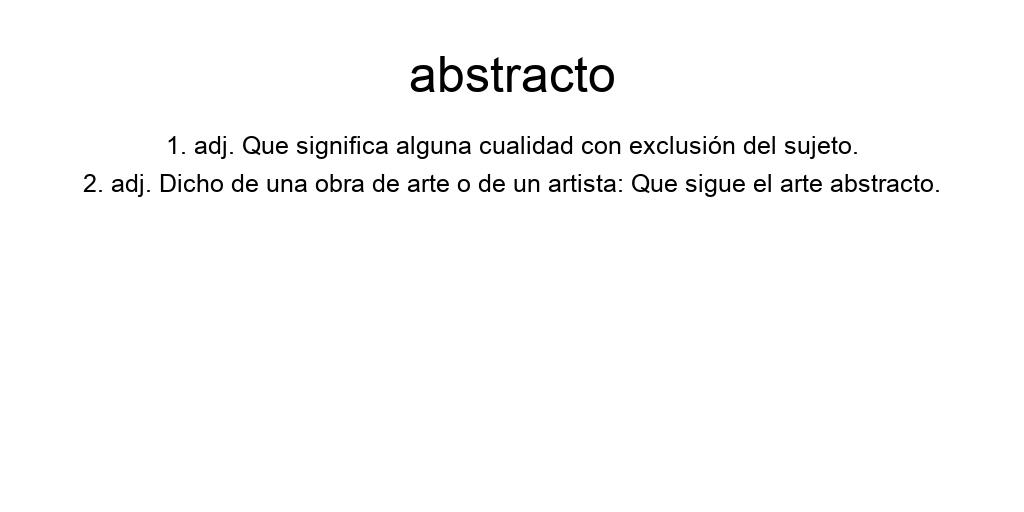 abstracto
1. adj. Que significa alguna cualidad con exclusión del sujeto.
2. adj. Dicho de una obra de arte o de un artista: Que sigue el arte abstracto.